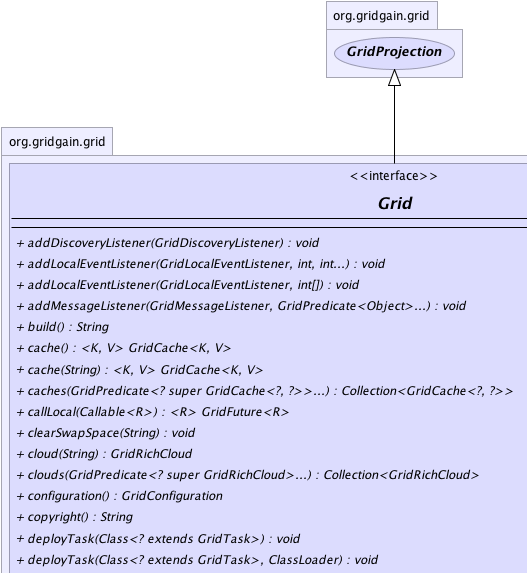 org.gridgain.grid
GridProjection
org.gridgain.grid
<<interface>>
Grid
+ addDiscoveryListener(GridDiscoveryListener) : void
+ addLocalEventListener(GridLocalEventListener, int, int...) : void
+ addLocalEventListener(GridLocalEventListener, int[]) : void
+ addMessageListener(GridMessageListener, GridPredicate<Object>...) : void
+ build() : String
+ cache() : <K, V> GridCache<K, V>
+ cache(String) : <K, V> GridCache<K, V>
+ caches(GridPredicate<? super GridCache<?, ?>>...) : Collection<GridCache<?, ?>>
+ callLocal(Callable<R>) : <R> GridFuture<R>
+ clearSwapSpace(String) : void
+ cloud(String) : GridRichCloud
+ clouds(GridPredicate<? super GridRichCloud>...) : Collection<GridRichCloud>
+ configuration() : GridConfiguration
+ copyright() : String
+ deployTask(Class<? extends GridTask>) : void
+ deployTask(Class<? extends GridTask>, ClassLoader) : void